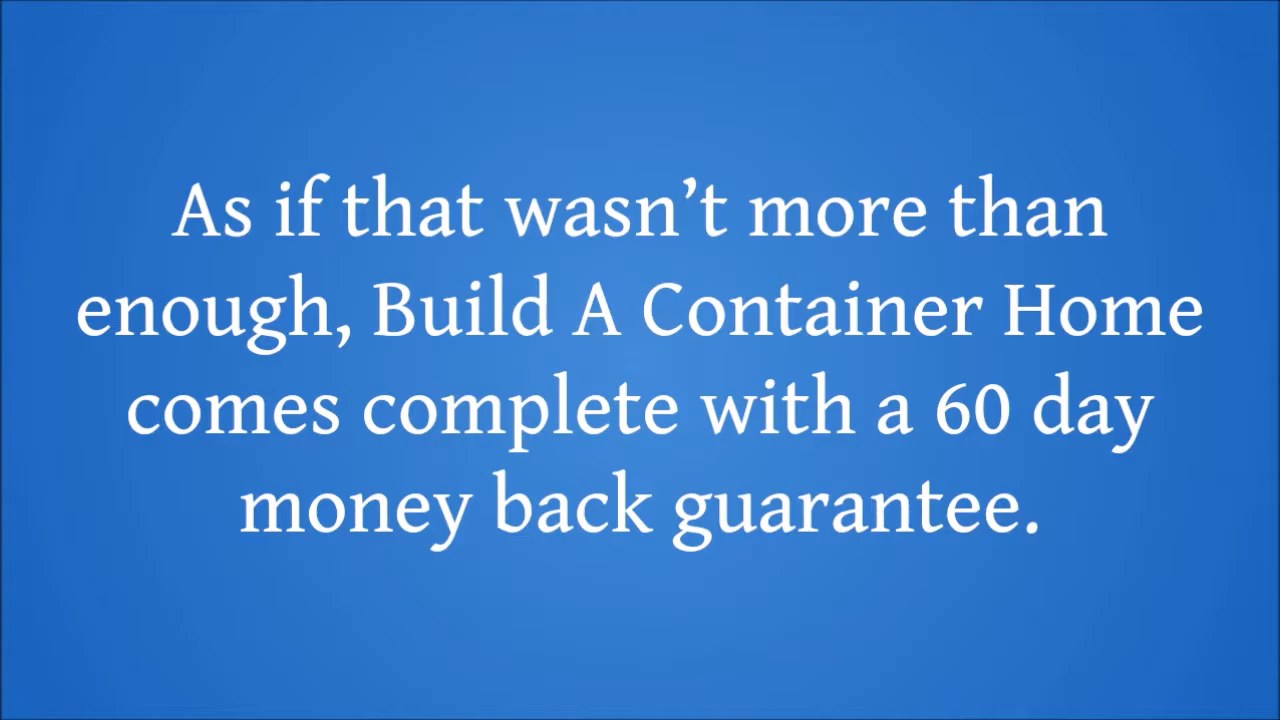 As if that wasn’t more than
enough, Build A Container Home
comes complete with a 60 day
money back guarantee.